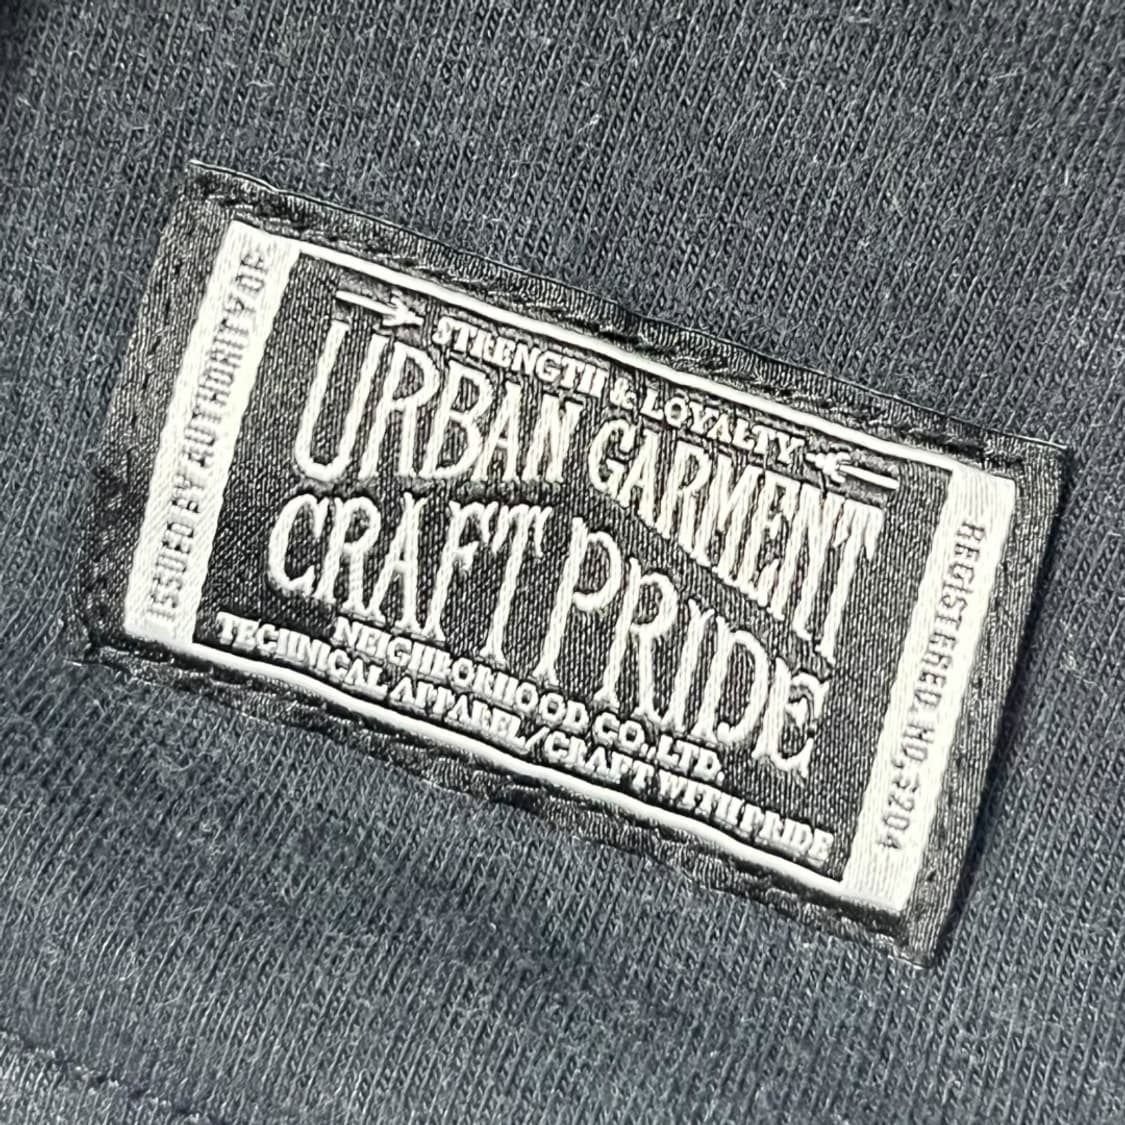 ISSUED BY AUTHORITY OF
STRENGTH & LOYALTY
URBAN GARMENT
CRAFT PRIDE
NEIGHBORHOOD CO., LTD.
TECHNICAL APPAREL/CRAFT WITH PRIDE
REGISTERED. NO,